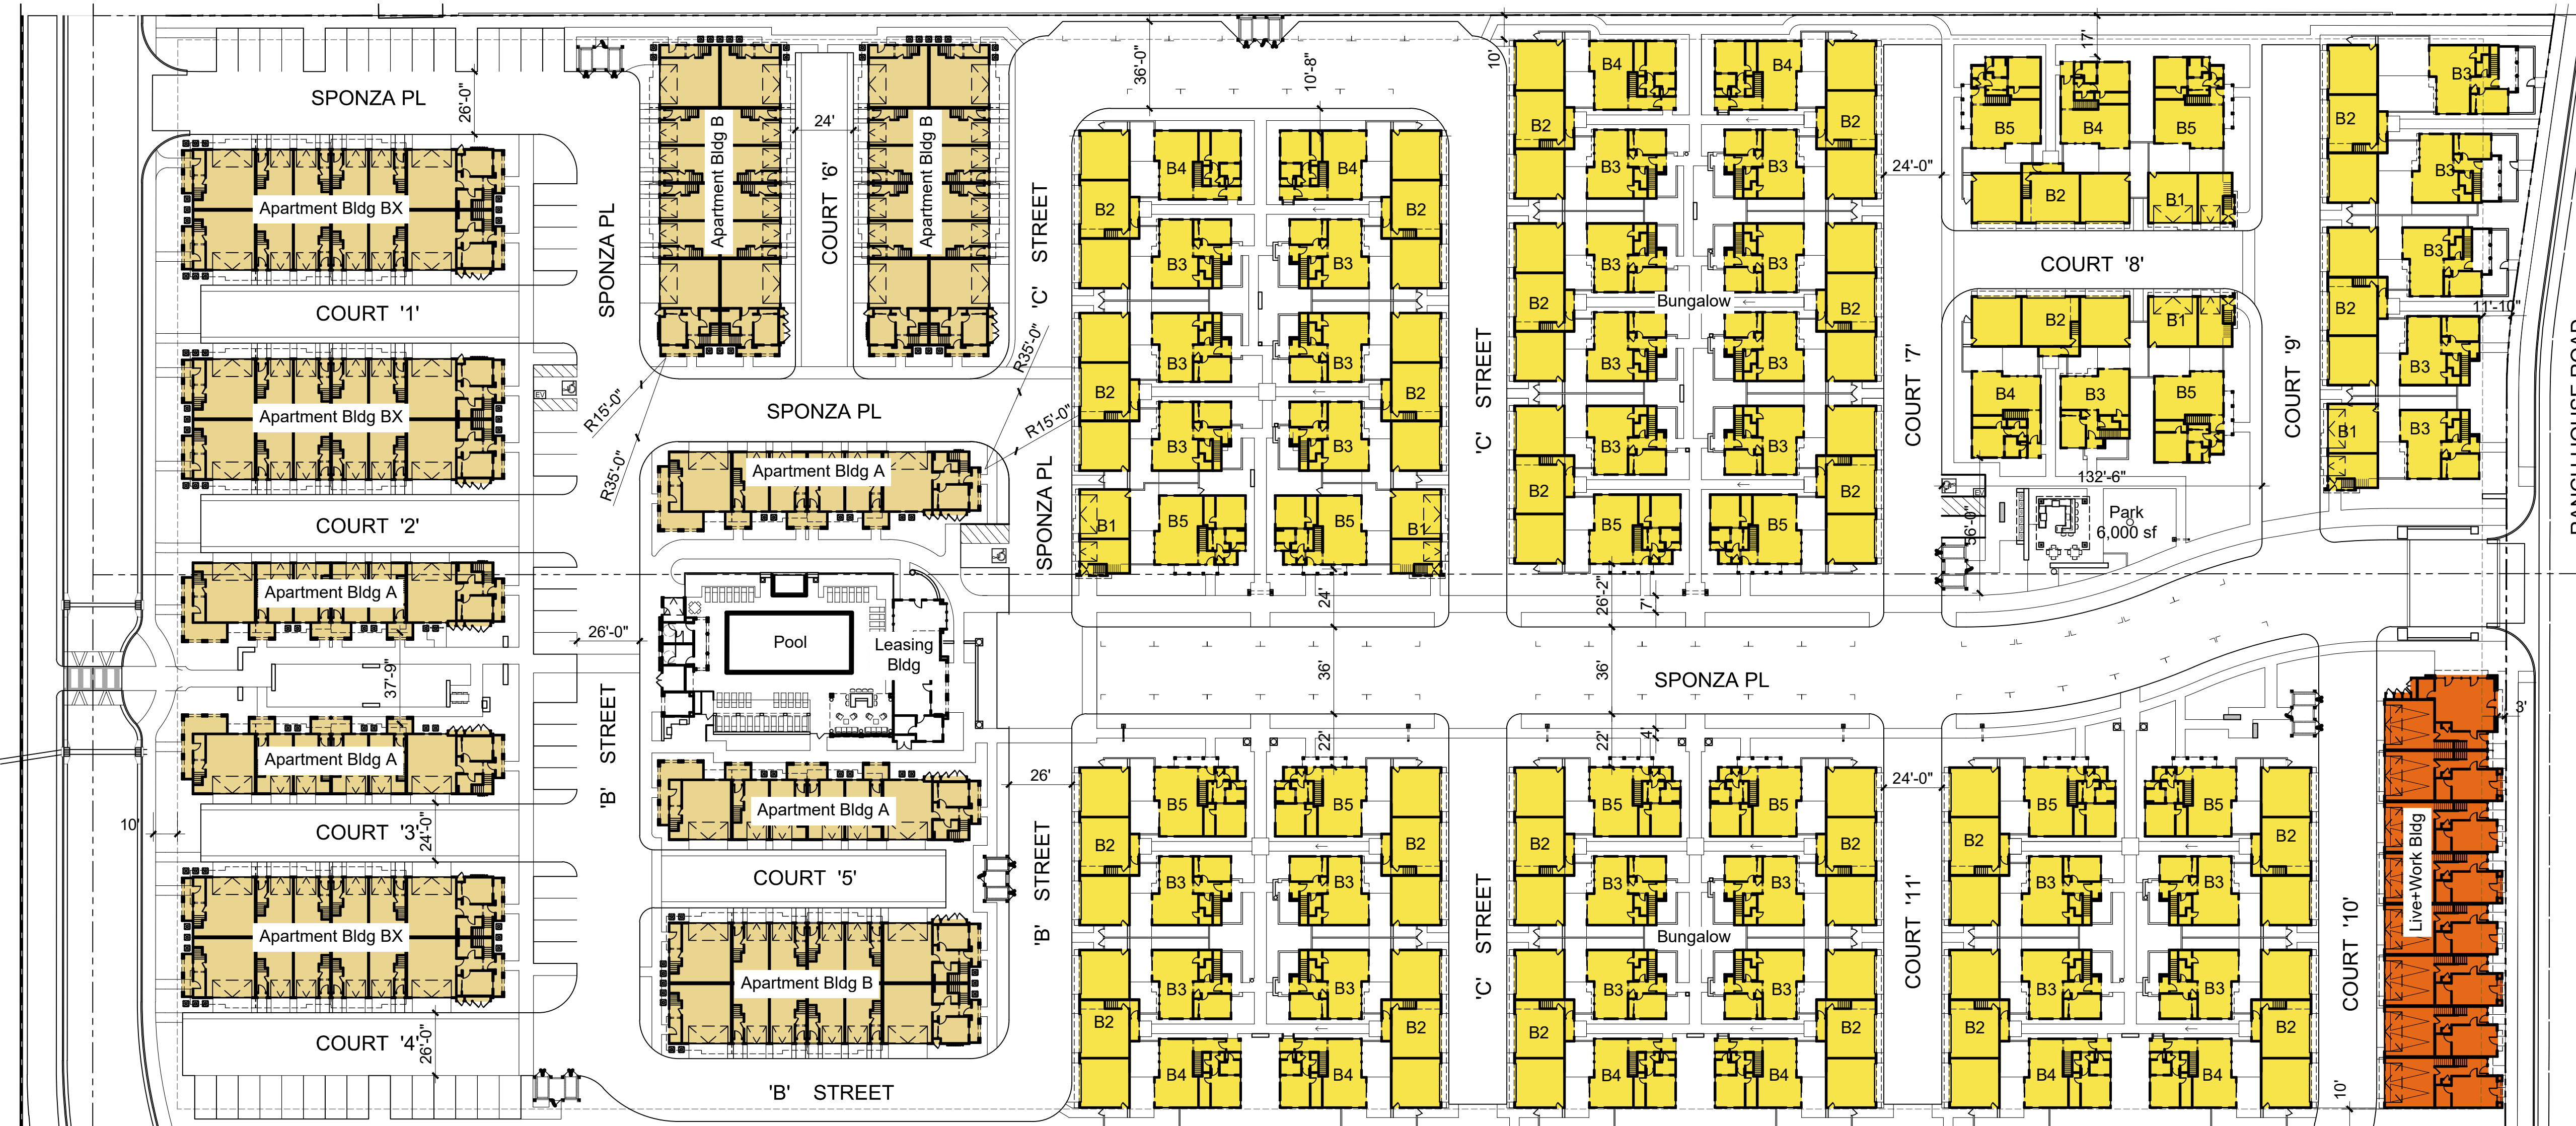 SPONZA PL
26'-0"
Apartment Bldg BX
COURT '1'
Apartment Bldg BX
EV
COURT '2'
Apartment Bldg A
37'-9"
Apartment Bldg A
10'
COURT '3'
24'-0"
Apartment Bldg BX
COURT '4'
26'-0"
SPONZA PL
26'-0"
'B' STREET
Apartment Bldg B
24'
COURT '6'
Apartment Bldg B
R15'-0"
R35'-0"
SPONZA PL
R35'-0"
R15'-0"
Apartment Bldg A
Pool
Leasing
Bldg
Apartment Bldg A
COURT '5'
Apartment Bldg B
'B' STREET
'C' STREET
SPONZA PL
26'
'B' STREET
36'-0"
10'-8"
B4
B4
B2
B2
B3
B3
B3
B3
B2
B2
B3
B3
B1
B5
B5
B1
24'
36'
22'
B5
B5
B2
B2
B3
B3
B3
B3
B2
B2
B4
B4
'C' STREET
'C' STREET
10'
B4
B4
B2
B2
B3
B3
B3
B3
B2
Bungalow
B2
B3
B3
B3
B3
B2
B2
B5
B5
26'-2"
7'
36'
SPONZA PL
22'
4'
B5
B5
B2
B2
B3
B3
Bungalow
B3
B3
B2
B2
B4
B4
24'-0"
COURT '7'
24'-0"
COURT '11'
17'
B5
B4
B5
B2
B1
COURT '8'
B2
B1
B4
B3
B5
132'-6"
EV
56'-0"
Park
6,000 sf
COURT '9'
B3
B2
B3
B3
B2
11'-10"
B3
B1
B3
RANCH HOUSE ROAD
B5
B5
B2
B2
B3
B3
B3
B3
B2
B2
B4
B4
COURT '10'
Live+Work Bldg
3'
10'